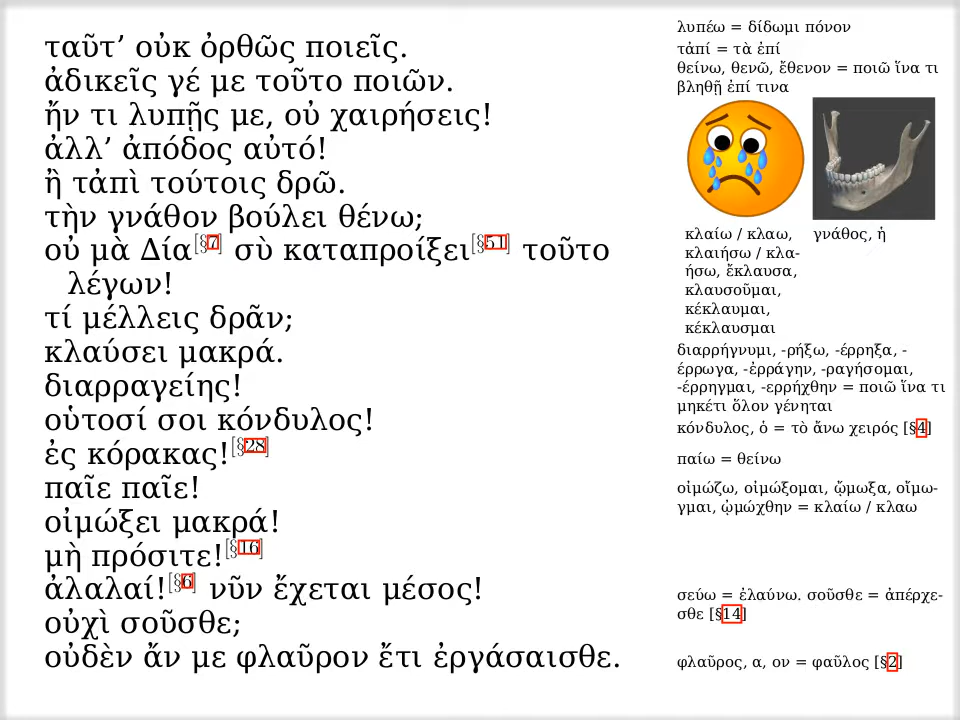 ταῦτ’ οὐκ ὀρθῶς ποιεῖς.
ἀδικεῖς γέ με τοῦτο ποιῶν.
ἤν τι λυπῇς με, οὐ χαιρήσεις!
ἀλλ’ ἀπόδος αὐτό!
ἢ τἀπὶ τούτοις δρῶ.
τὴν γνάθον βούλει θένω;
οὐ μὰ Δία[§7] σὺ καταπροίξει[§51] τοῦτο
λέγων!
τί μέλλεις δρᾶν;
κλαύσει μακρά.
διαρραγείης!
οὑτοσί σοι κόνδυλος!
ἐς κόρακας![§28]
παῖε παῖε!
οἰμώξει μακρά!
μὴ πρόσιτε![§16]
ἀλαλαί![§6] νῦν ἔχεται μέσος!
οὐχὶ σοῦσθε;
οὐδὲν ἄν με φλαῦρον ἔτι ἐργάσαισθε.
λυπέω = δίδωμι πόνον
τἀπί = τὰ ἐπί
θείνω, θενῶ, ἔθενον = ποιῶ ἵνα τι
βληθῇ ἐπί τινα
κλαίω / κλαω,
κλαιήσω / κλα-
ήσω, ἔκλαυσα,
κλαυσοῦμαι,
κέκλαυμαι,
κέκλαυσμαι
γνάθος, ἡ
διαρρήγνυμι, -ρήξω, -έρρηξα, -
έρρωγα, -ἐρράγην, -ραγήσομαι,
-έρρηγμαι, -ερρήχθην = ποιῶ ἵνα τι
μηκέτι ὅλον γένηται
κόνδυλος, ὁ = τὸ ἄνω χειρός [§4]
παίω = θείνω
οἰμώζω, οἰμώξομαι, ᾤμωξα, οἴμω-
γμαι, ᾠμώχθην = κλαίω / κλαω
σεύω = ἐλαύνω. σοῦσθε = ἀπέρχε-
σθε [§14]
φλαῦρος, α, ον = φαῦλος [§2]